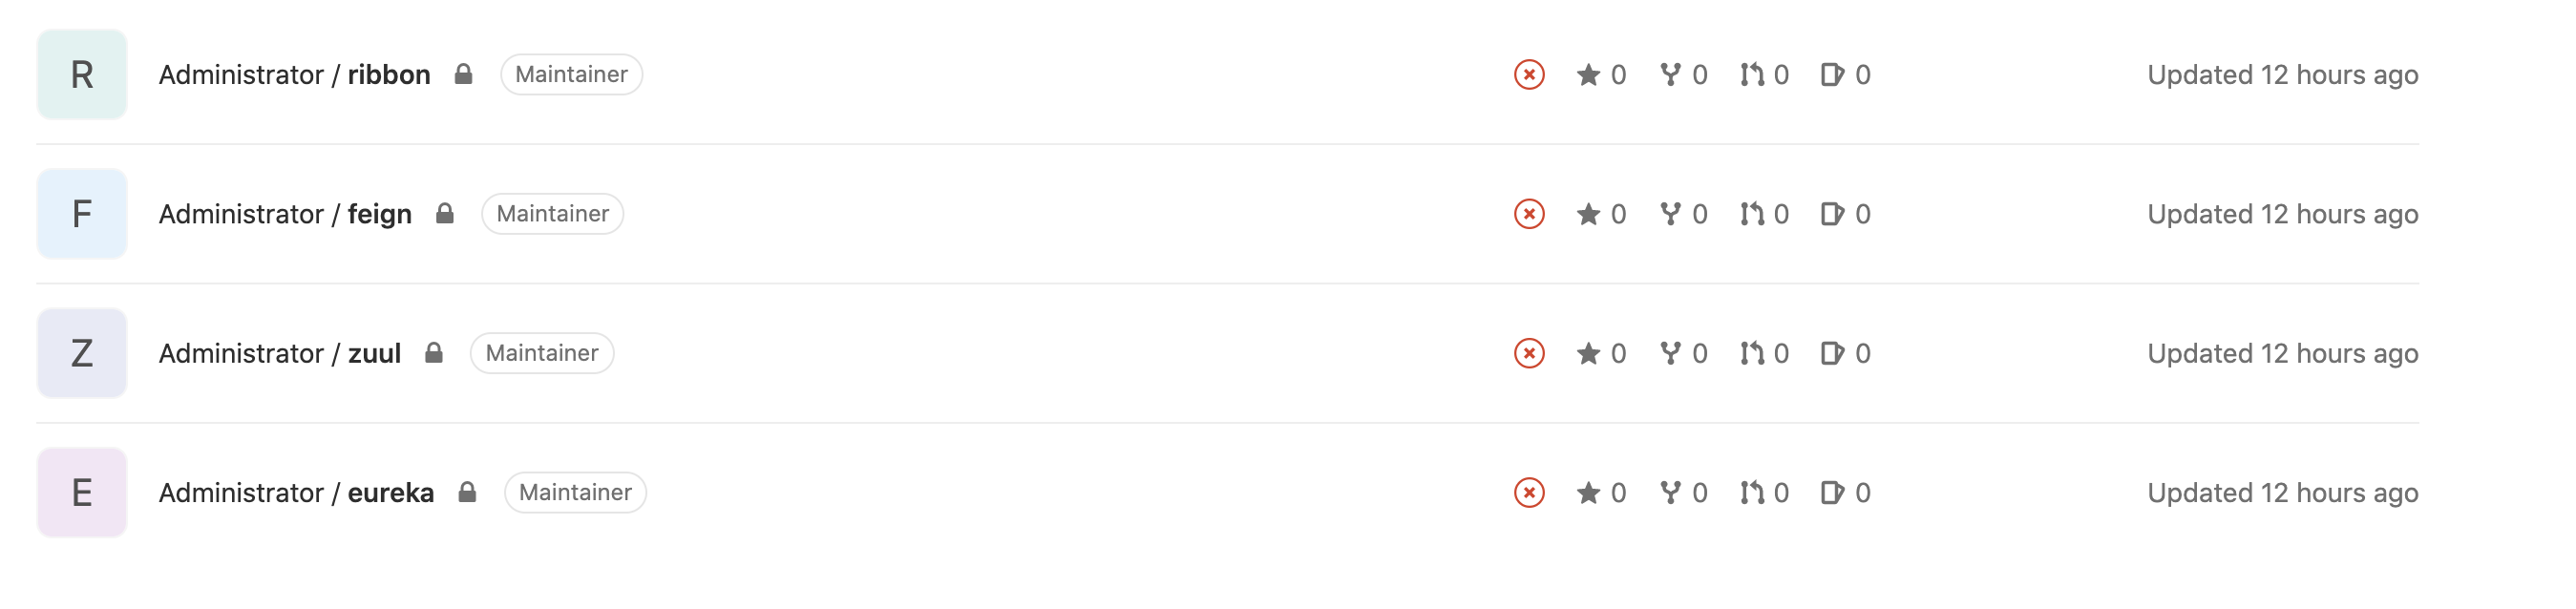 R Administrator / ribbon Maintainer 0 0 0 0 Updated 12 hours ago
F Administrator / feign Maintainer 0 0 0 0 Updated 12 hours ago
Z Administrator / zuul Maintainer 0 0 0 0 Updated 12 hours ago
E Administrator / eureka Maintainer 0 0 0 0 Updated 12 hours ago